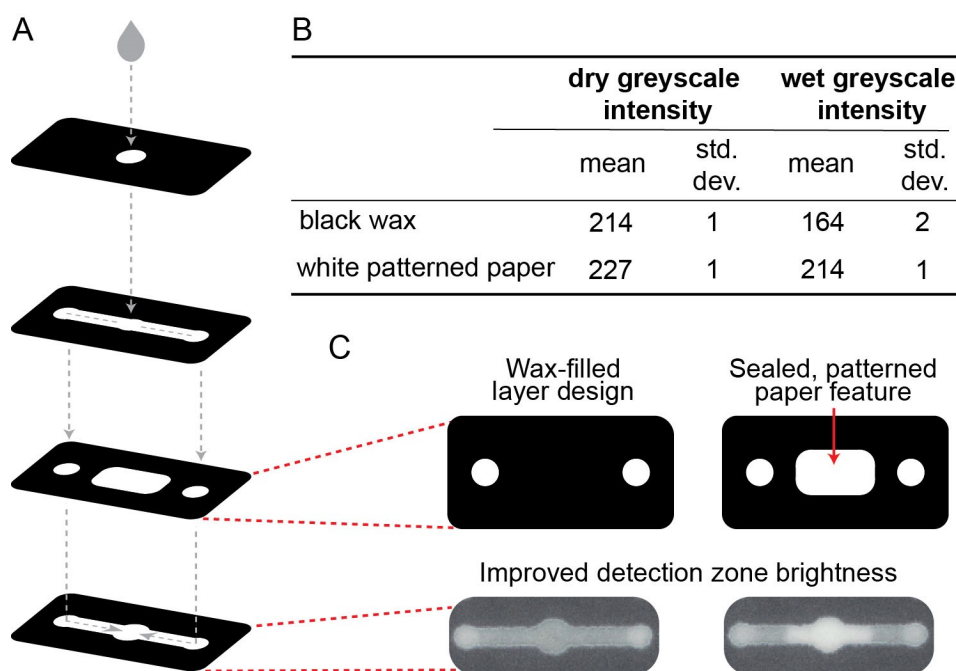 A
B
dry greyscale wet greyscale
intensity intensity
mean std. mean std.
dev. dev.
black wax 214 1 164 2
white patterned paper 227 1 214 1
C
Wax-filled Sealed, patterned
layer design paper feature
Improved detection zone brightness